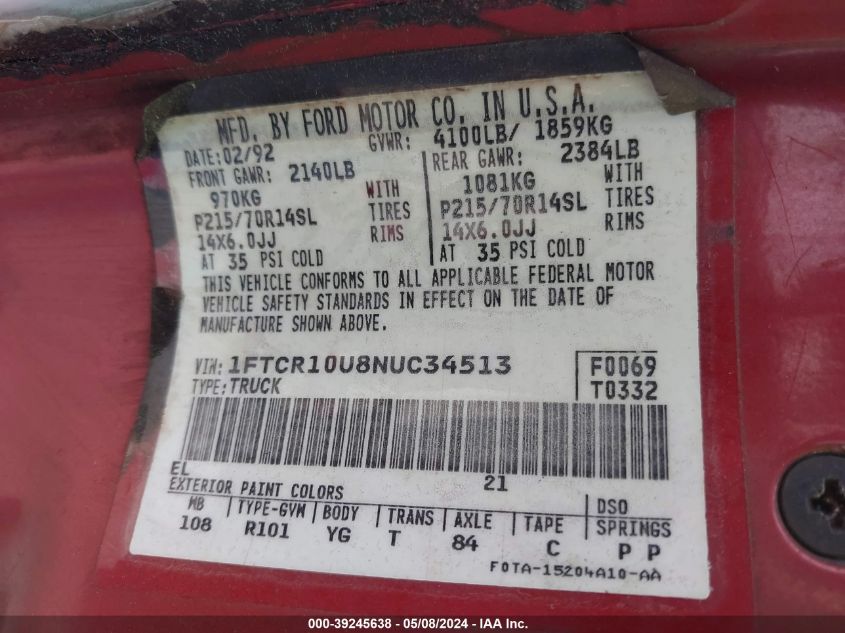 MFD. BY FORD MOTOR CO. IN U.S.A.
DATE: 02/92 GVWR: 4100LB/ 1859KG
FRONT GAWR: 2140LB REAR GAWR: 2384LB
970KG WITH 1081KG WITH
P215/70R14SL TIRES P215/70R14SL TIRES
14X6.0JJ RIMS 14X6.0JJ RIMS
AT 35 PSI COLD AT 35 PSI COLD
THIS VEHICLE CONFORMS TO ALL APPLICABLE FEDERAL MOTOR
VEHICLE SAFETY STANDARDS IN EFFECT ON THE DATE OF
MANUFACTURE SHOWN ABOVE.
VIN: 1FTCR10U8NUC34513 F0069
TYPE: TRUCK T0332
EL 21
EXTERIOR PAINT COLORS DSO
WB TYPE-GVM BODY TRANS AXLE TAPE SPRINGS
108 R101 YG T 84 C P P
F0TA-15204A10-AA
000-39245638 - 05/08/2024 - IAAI.com